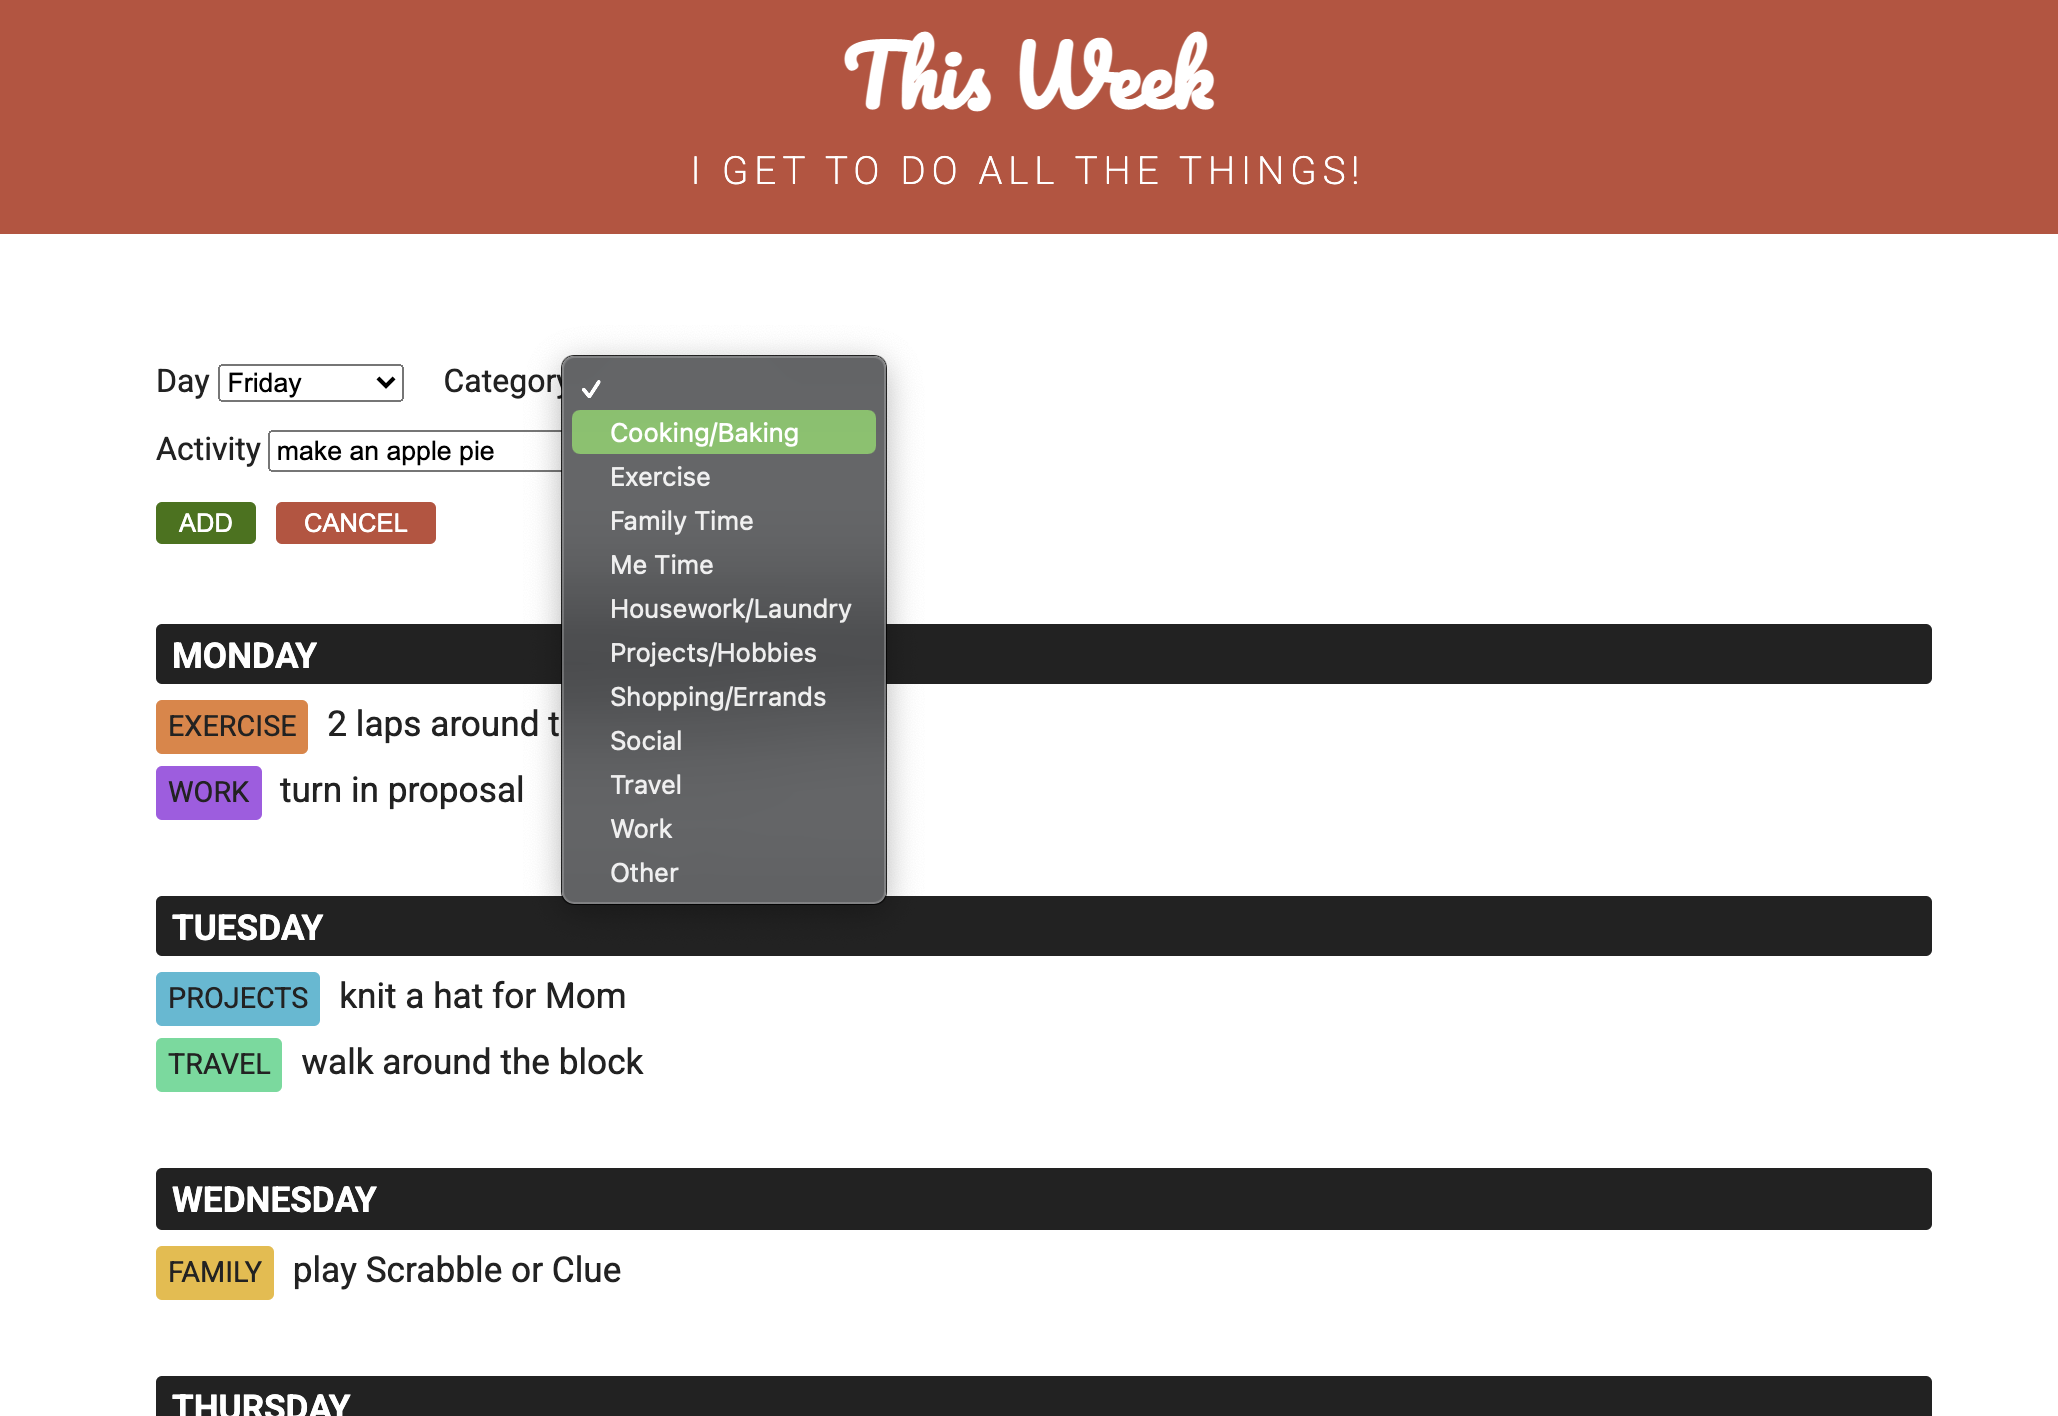 This Week
I GET TO DO ALL THE THINGS!
Day Friday Category
Activity make an apple pie
ADD CANCEL
Cooking/Baking
Exercise
Family Time
Me Time
Housework/Laundry
Projects/Hobbies
Shopping/Errands
Social
Travel
Work
Other
MONDAY
EXERCISE 2 laps around
WORK turn in proposal
TUESDAY
PROJECTS knit a hat for Mom
TRAVEL walk around the block
WEDNESDAY
FAMILY play Scrabble or Clue
THURSDAY